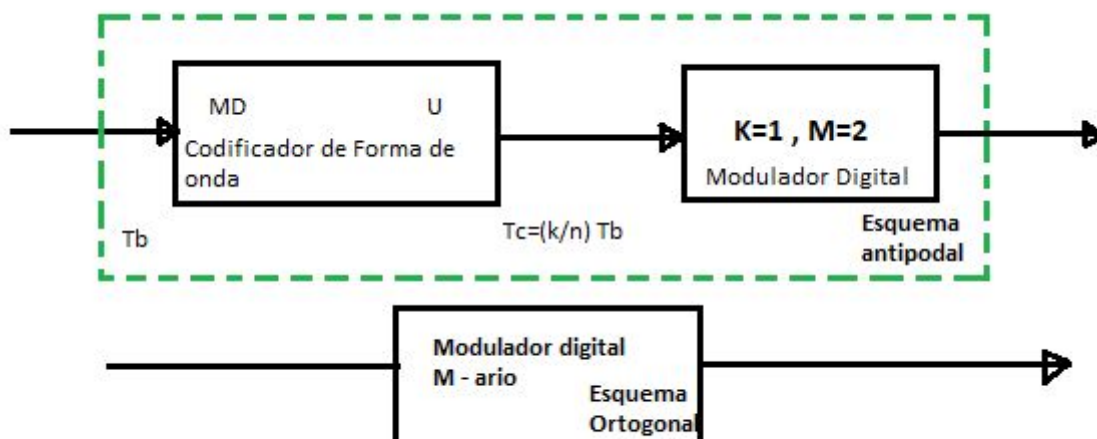 MD U
K=1 , M=2
Codificador de Forma de
onda
Modulador Digital
Tb
Tc=(k/n) Tb
Esquema
antipodal
Modulador digital
M - ario
Esquema
Ortogonal